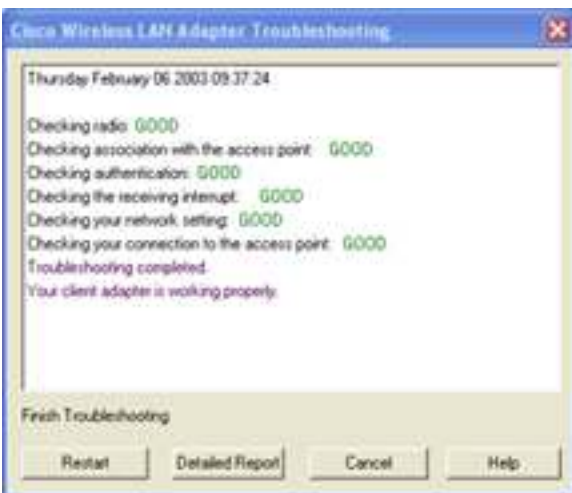 Cisco Wireless LAN Adapter Troubleshooting
Thursday February 06 2003 09:37:24
Checking radio: GOOD
Checking association with the access point: GOOD
Checking authentication: GOOD
Checking the receiving interrupt: GOOD
Checking your network setting: GOOD
Checking your connection to the access point: GOOD
Troubleshooting completed.
Your client adapter is working properly.
Finish Troubleshooting
Restart
Detailed Report
Cancel
Help